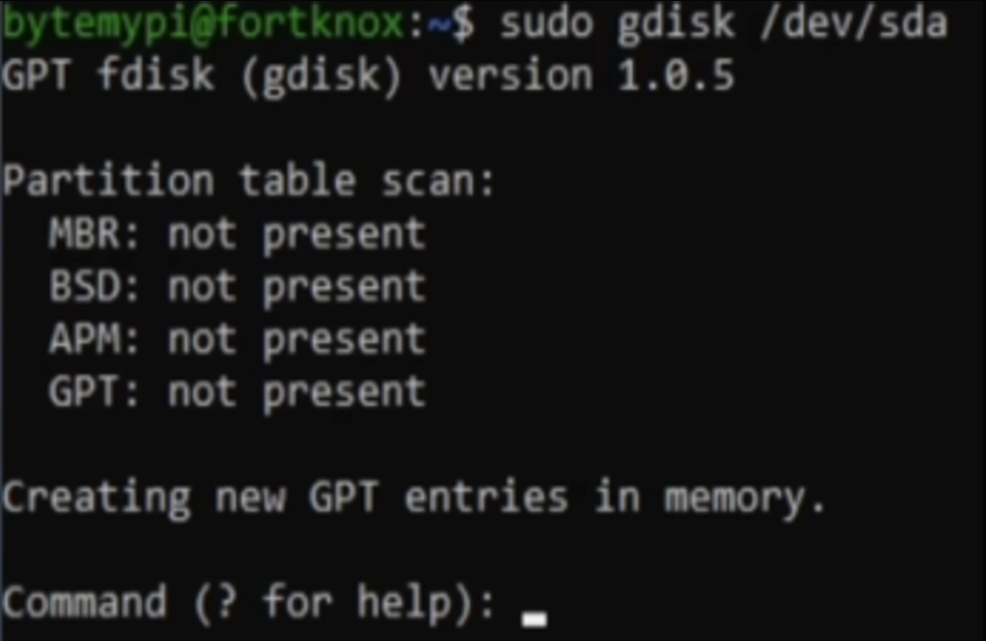 bytemypi@fortknox:~$ sudo gdisk /dev/sda
GPT fdisk (gdisk) version 1.0.5
Partition table scan:
MBR: not present
BSD: not present
APM: not present
GPT: not present
Creating new GPT entries in memory.
Command (? for help):